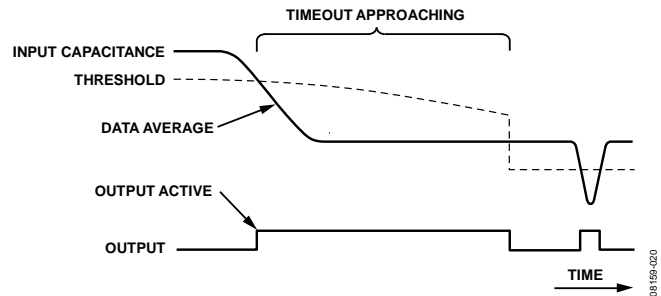 TIMEOUT APPROACHING
INPUT CAPACITANCE
THRESHOLD
DATA AVERAGE
OUTPUT ACTIVE
OUTPUT
TIME
08159-020